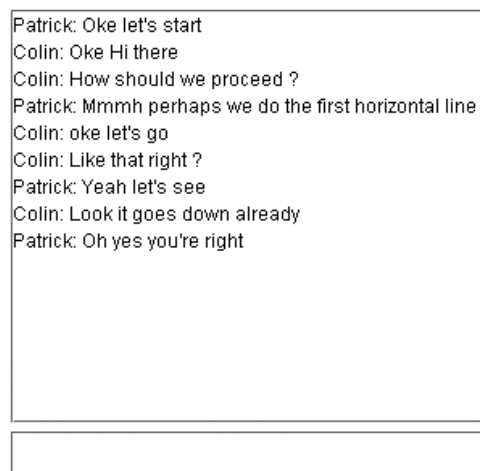 Patrick: Oke let's start
Colin: Oke Hi there
Colin: How should we proceed ?
Patrick: Mmmh perhaps we do the first horizontal line
Colin: oke let's go
Colin: Like that right ?
Patrick: Yeah let's see
Colin: Look it goes down already
Patrick: Oh yes you're right